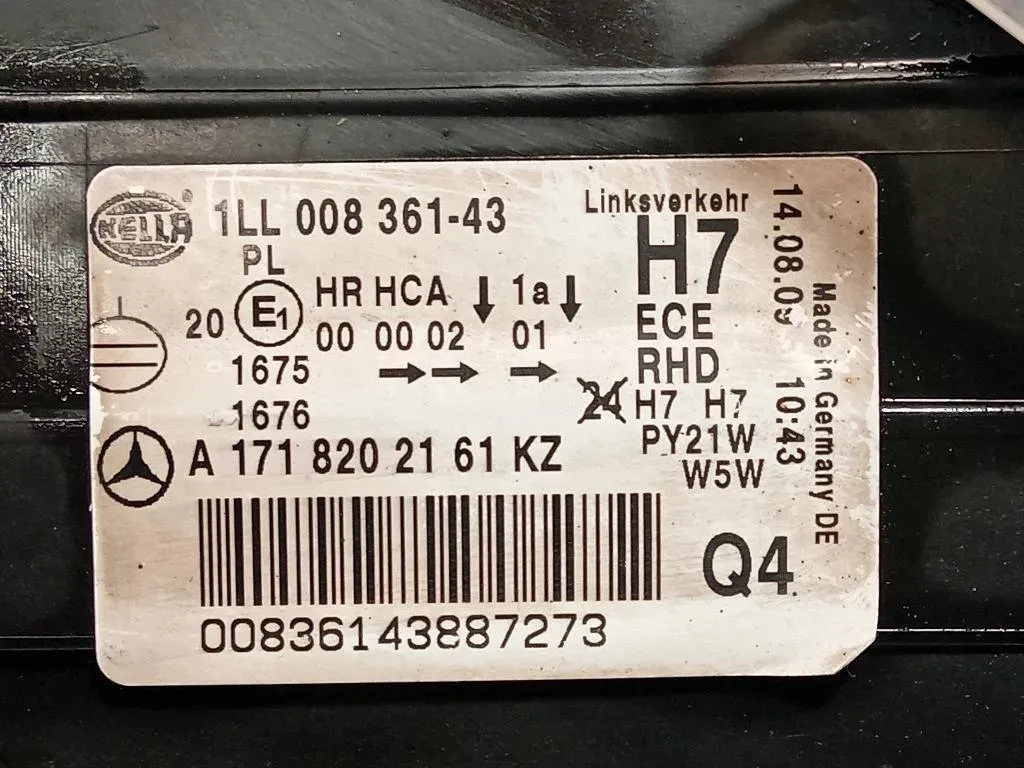 HELLA ®
1LL 008 361-43
PL
20 E1 HR HCA ↓ 1a ↓
00 00 02 01
1675 →→ →
1676
A 171 820 21 61 KZ
00836143887273
Linksverkehr
H7
ECE
RHD
24 H7 H7
PY21W
W5W
Q4
14.08.09 10:43
Made in Germany DE